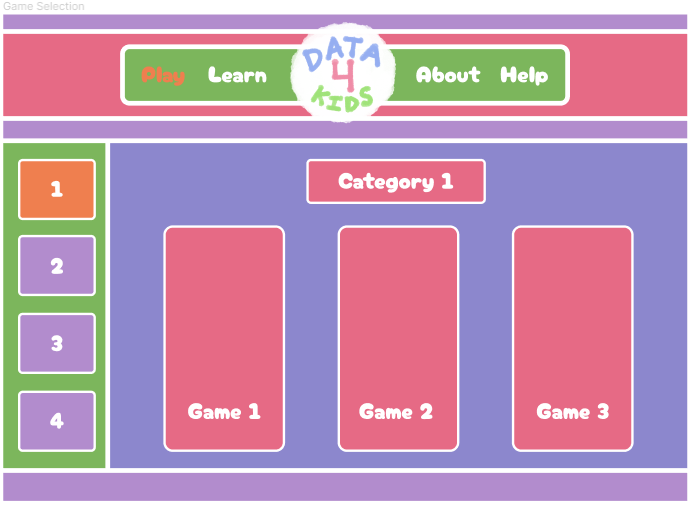 Game Selection
Play Learn DATA 4 KIDS About Help
1
2
3
4
Category 1
Game 1 Game 2 Game 3